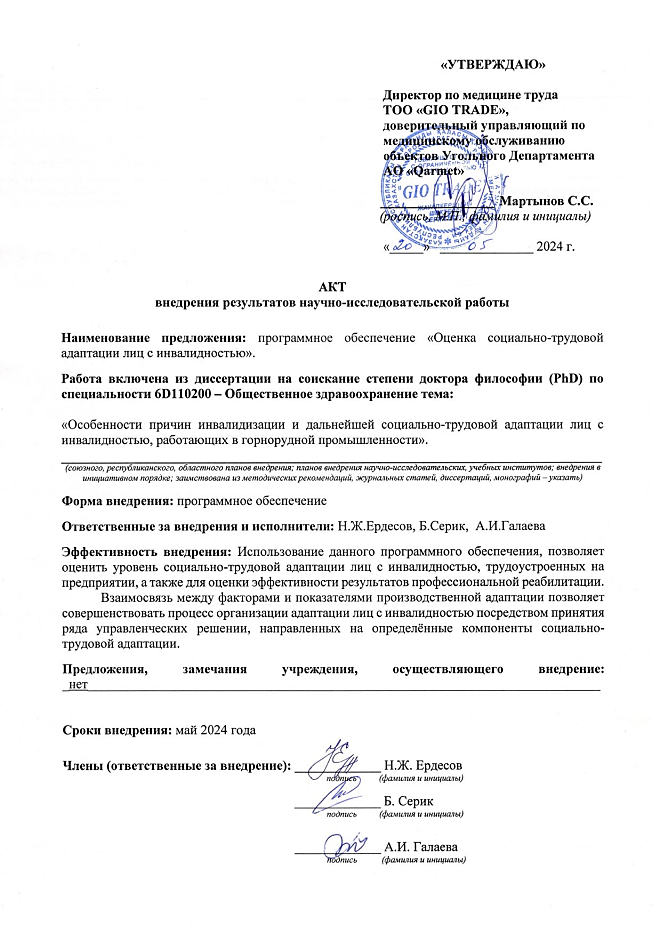 «УТВЕРЖДАЮ»
Директор по медицине труда
ТОО «GIO TRADE»,
доверительный управляющий по
медицинскому обслуживанию
объектов Угольного Департамента
АО «Qarmet»
GIO TRADE
Мартынов С.С.
(роспись, М.П., фамилия и инициалы)
«20» 05 2024 г.
АКТ
внедрения результатов научно-исследовательской работы
Наименование предложения: программное обеспечение «Оценка социально-трудовой
адаптации лиц с инвалидностью».
Работа включена из диссертации на соискание степени доктора философии (PhD) по
специальности 6D110200 – Общественное здравоохранение тема:
«Особенности причин инвалидизации и дальнейшей социально-трудовой адаптации лиц с
инвалидностью, работающих в горнорудной промышленности».
(союзного, республиканского, областного планов внедрения; планов внедрения научно-исследовательских, учебных институтов; внедрения в
инициативном порядке; заимствована из методических рекомендаций, журнальных статей, диссертаций, монографий – указать)
Форма внедрения: программное обеспечение
Ответственные за внедрения и исполнители: Н.Ж.Ердесов, Б.Серик, А.И.Галаева
Эффективность внедрения: Использование данного программного обеспечения, позволяет
оценить уровень социально-трудовой адаптации лиц с инвалидностью, трудоустроенных на
предприятии, а также для оценки эффективности результатов профессиональной реабилитации.
Взаимосвязь между факторами и показателями производственной адаптации позволяет
совершенствовать процесс организации адаптации лиц с инвалидностью посредством принятия
ряда управленческих решении, направленных на определённые компоненты социально-
трудовой адаптации.
Предложения, замечания учреждения, осуществляющего внедрение:
нет
Сроки внедрения: май 2024 года
Члены (ответственные за внедрение): Н.Ж. Ердесов
подпись (фамилия и инициалы)
Б. Серик
подпись (фамилия и инициалы)
А.И. Галаева
подпись (фамилия и инициалы)